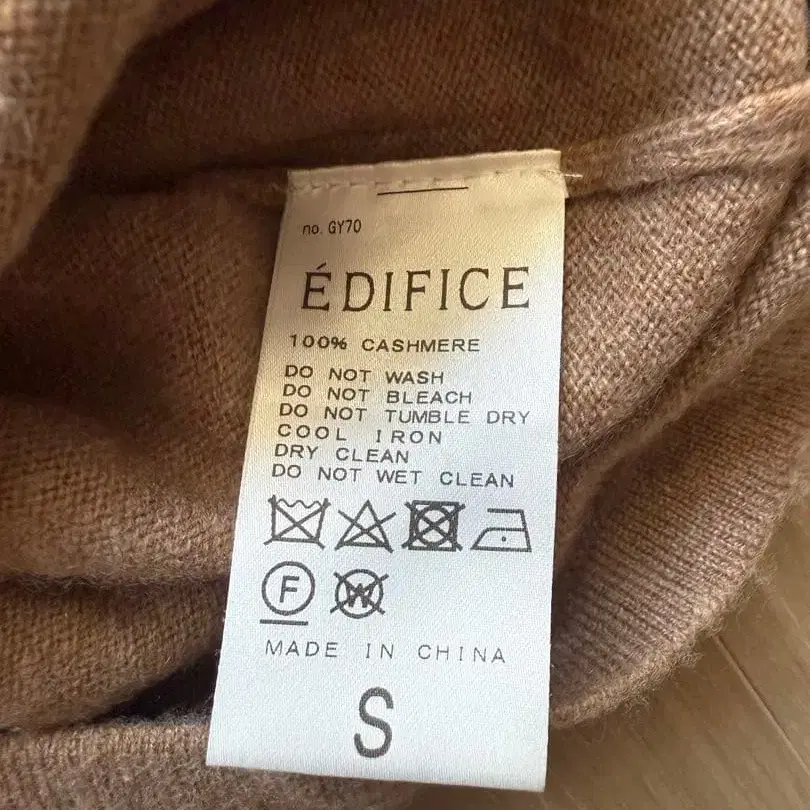 no. GY70
ÉDIFICE
100% CASHMERE
DO NOT WASH
DO NOT BLEACH
DO NOT TUMBLE DRY
COOL IRON
DRY CLEAN
DO NOT WET CLEAN
F W
MADE IN CHINA
S